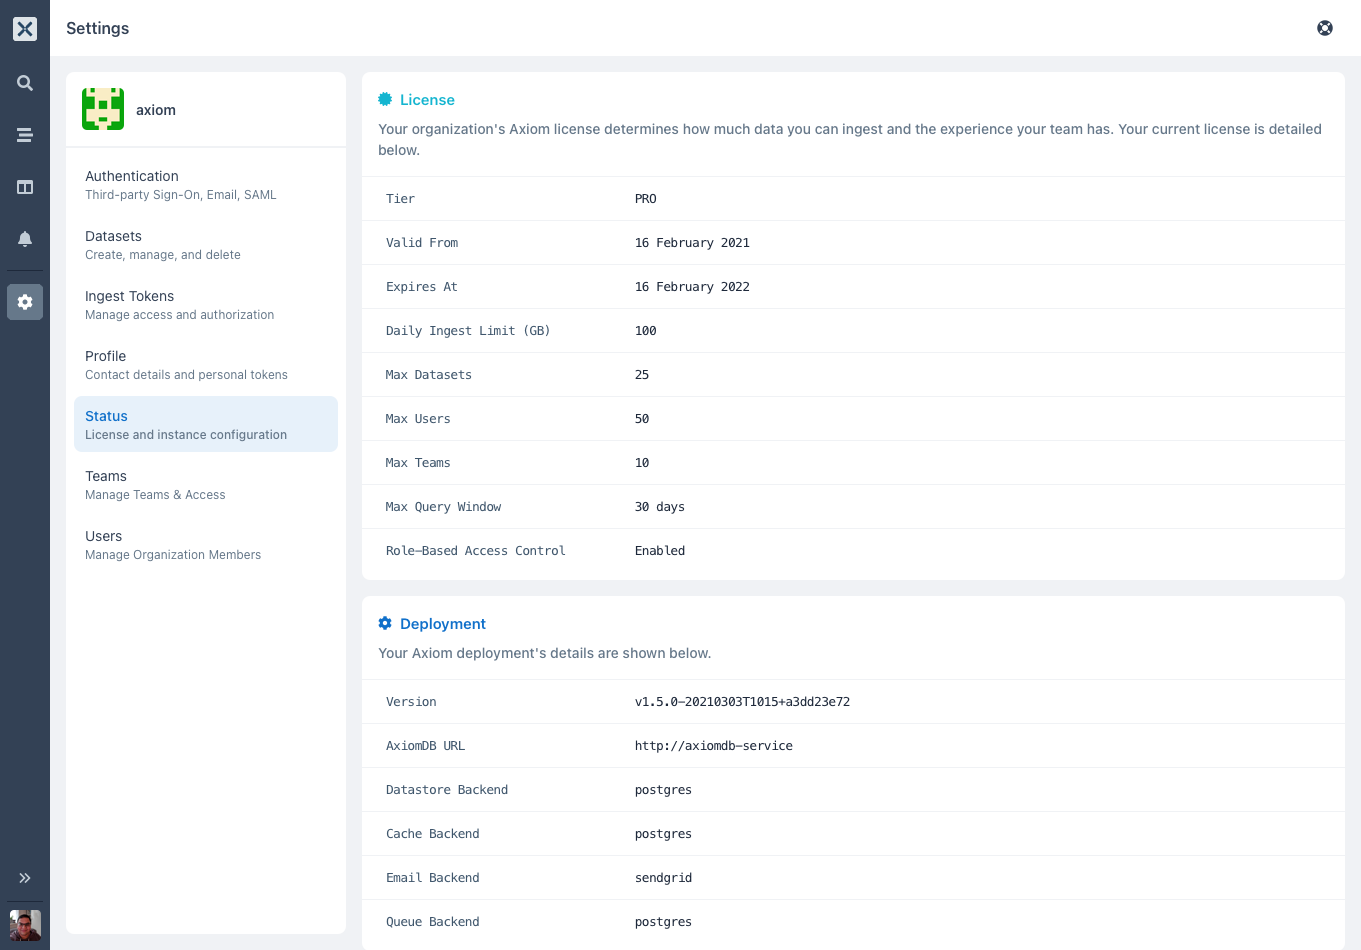 Settings
axiom
Authentication
Third-party Sign-On, Email, SAML
Datasets
Create, manage, and delete
Ingest Tokens
Manage access and authorization
Profile
Contact details and personal tokens
Status
License and instance configuration
Teams
Manage Teams & Access
Users
Manage Organization Members
License
Your organization's Axiom license determines how much data you can ingest and the experience your team has. Your current license is detailed
below.
Tier PRO
Valid From 16 February 2021
Expires At 16 February 2022
Daily Ingest Limit (GB) 100
Max Datasets 25
Max Users 50
Max Teams 10
Max Query Window 30 days
Role-Based Access Control Enabled
Deployment
Your Axiom deployment's details are shown below.
Version v1.5.0-20210303T1015+a3dd23e72
AxiomDB URL http://axiomdb-service
Datastore Backend postgres
Cache Backend postgres
Email Backend sendgrid
Queue Backend postgres